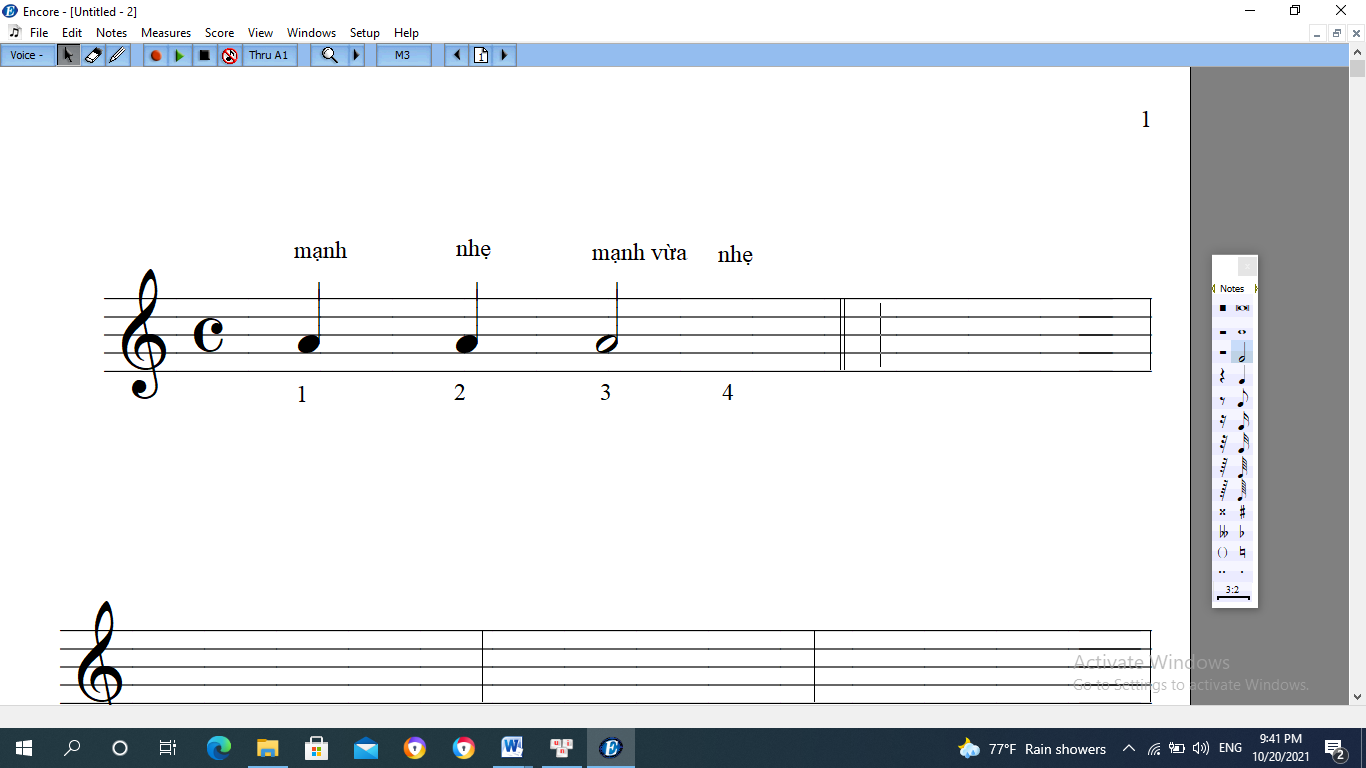 Encore - [Untitled - 2]
File Edit Notes Measures Score View Windows Setup Help
Voice - Thru A1 M3 1
1
mạnh nhẹ mạnh vừa nhẹ
1 2 3 4
Notes
3:2
Activate Windows
Go to Settings to activate Windows.
77°F Rain showers ENG 9:41 PM
10/20/2021 2